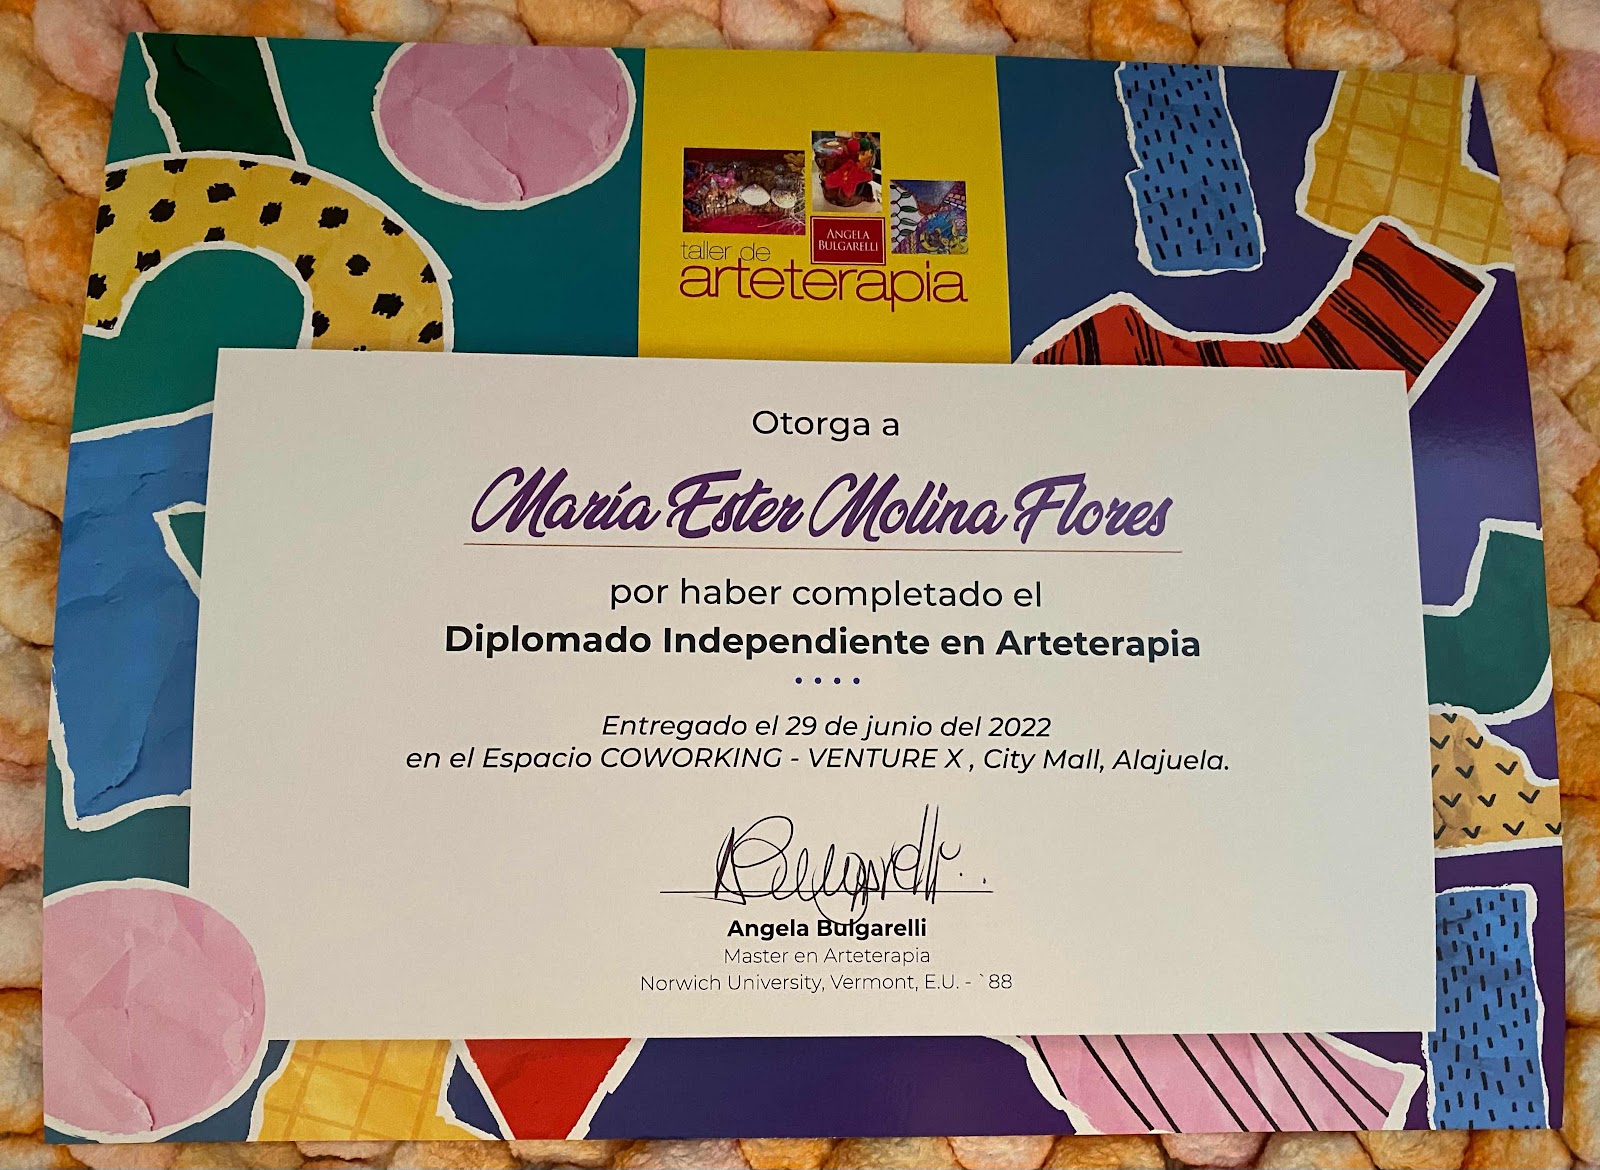 ANGELA
BULGARELLI
taller de
arteterapia
Otorga a
María Ester Molina Flores
por haber completado el
Diplomado Independiente en Arteterapia
Entregado el 29 de junio del 2022
en el Espacio COWORKING - VENTURE X , City Mall, Alajuela.
Angela Bulgarelli
Master en Arteterapia
Norwich University, Vermont, E.U. - `88